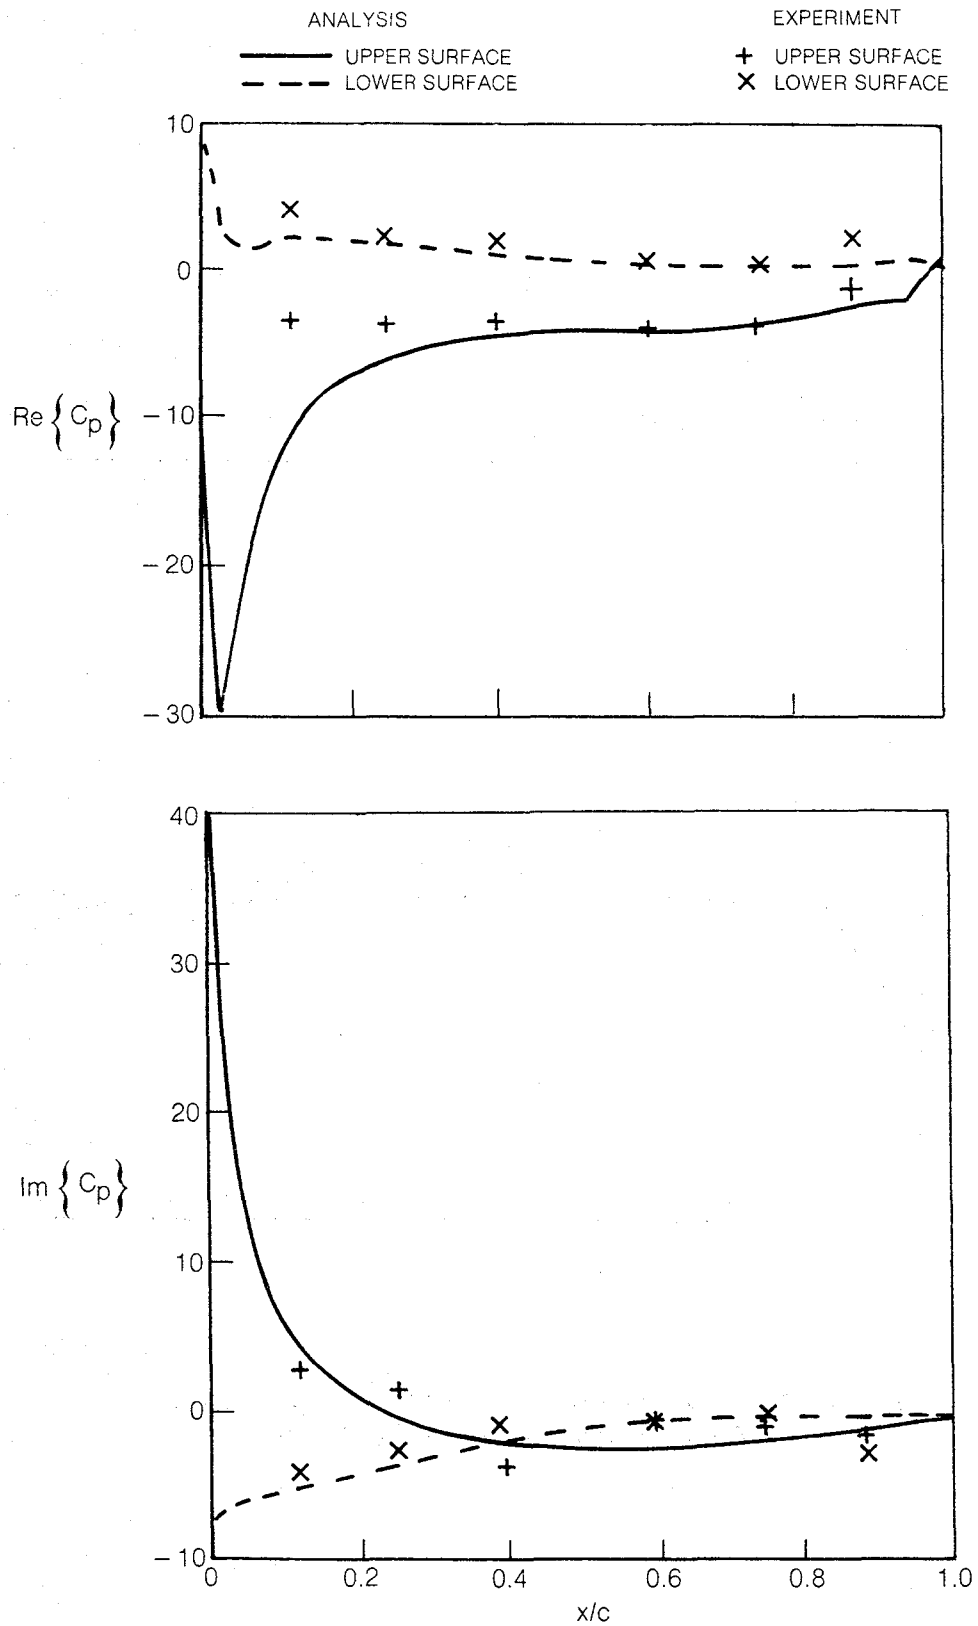 ANALYSIS
EXPERIMENT
UPPER SURFACE
+ UPPER SURFACE
LOWER SURFACE
× LOWER SURFACE
10
0
Re { Cp }
−10
−20
−30
40
30
20
Im { Cp }
10
0
−10
0 0.2 0.4 0.6 0.8 1.0
x/c